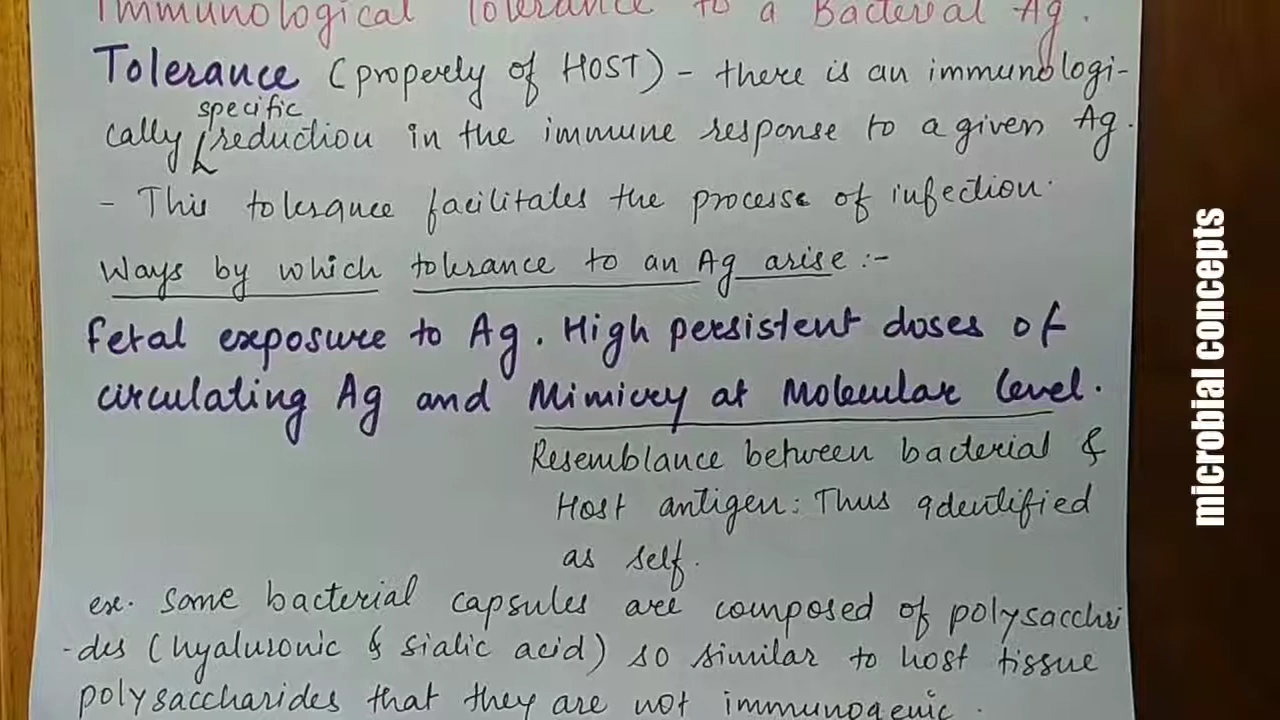 Immunological Tolerance to a Bacterial Ag.
Tolerance (property of HOST) - there is an immunologi-
specific
cally reduction in the immune response to a given Ag.
- This tolerance facilitates the process of infection.
Ways by which tolerance to an Ag arise :-
Fetal exposure to Ag. High persistent doses of
circulating Ag and Mimicry at Molecular level.
Resemblance between bacterial &
Host antigen: Thus identified
as self.
ex. Some bacterial capsules are composed of polysacchri
-des (hyaluronic & sialic acid) so similar to host tissue
polysaccharides that they are not immunogenic.
microbial concepts